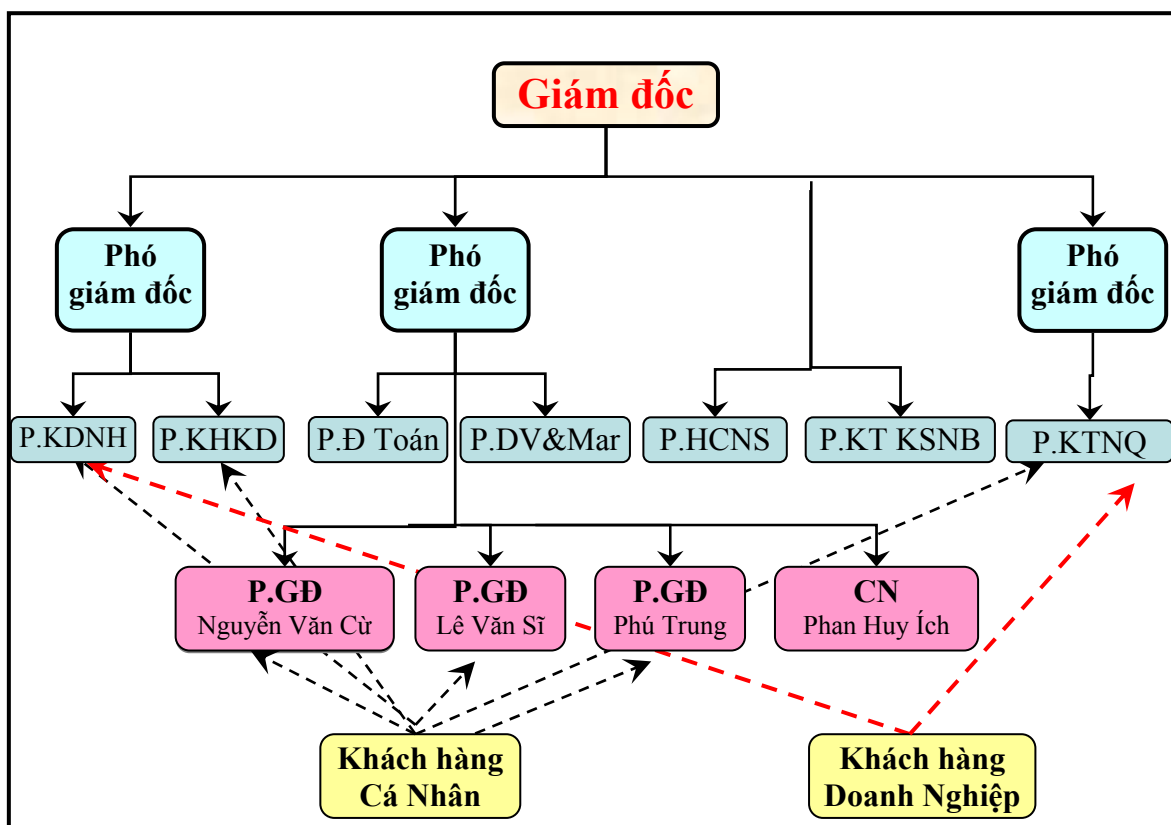 Giám đốc
Phó
giám đốc
Phó
giám đốc
Phó
giám đốc
P.KDNH
P.KHKD
P.Đ Toán
P.DV&Mar
P.HCNS
P.KT KSNB
P.KTNQ
P.GĐ
Nguyễn Văn Cừ
P.GĐ
Lê Văn Sĩ
P.GĐ
Phú Trung
CN
Phan Huy Ích
Khách hàng
Cá Nhân
Khách hàng
Doanh Nghiệp